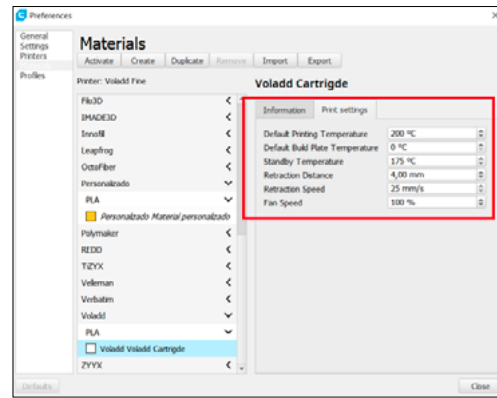 Preferences
General
Settings
Printers
Profiles
Materials
Activate Create Duplicate Remove Import Export
Printer: Voladd Fine
Voladd Cartrigde
Filo3D
IMADE3D
Innofil
Leapfrog
OctoFiber
Personalizado
PLA
Personalizado Material personalizado
Polymaker
REDD
TiZYX
Velleman
Verbatim
Voladd
PLA
Voladd Voladd Cartrigde
ZYYX
Information Print settings
Default Printing Temperature 200 ºC
Default Build Plate Temperature 0 ºC
Standby Temperature 175 ºC
Retraction Distance 4,00 mm
Retraction Speed 25 mm/s
Fan Speed 100 %
Defaults Close